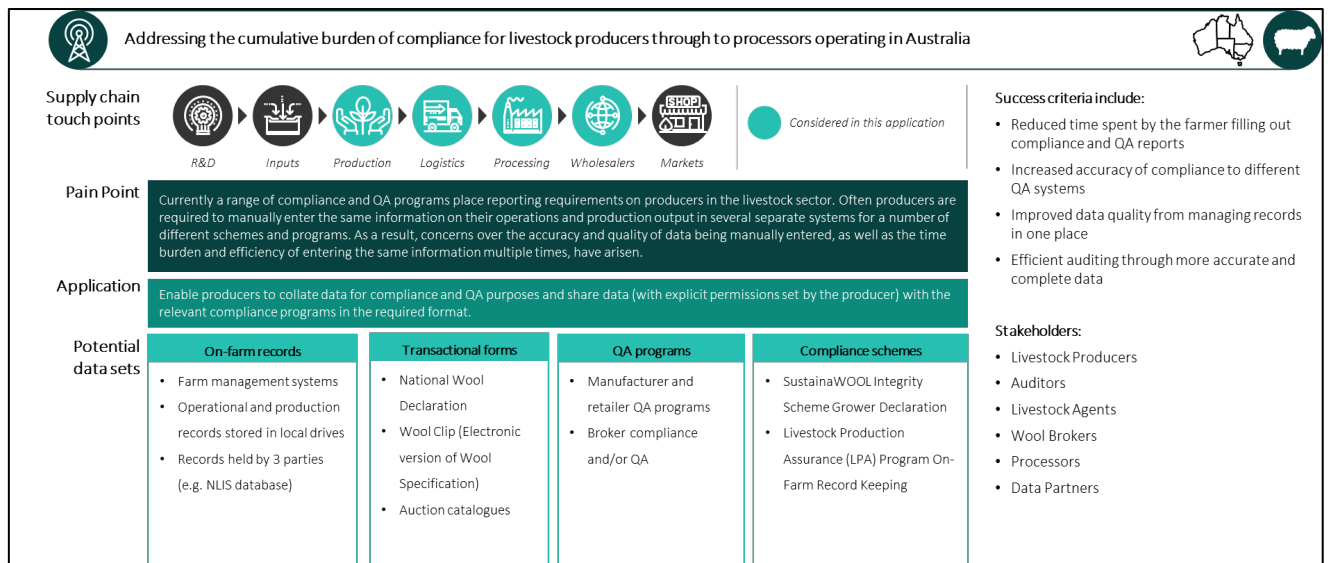 Addressing the cumulative burden of compliance for livestock producers through to processors operating in Australia
Supply chain
touch points
SHOP
R&D
Inputs
Production
Logistics
Processing
Wholesalers
Markets
Considered in this application
Pain Point
Currently a range of compliance and QA programs place reporting requirements on producers in the livestock sector. Often producers are
required to manually enter the same information on their operations and production output in several separate systems for a number of
different schemes and programs. As a result, concerns over the accuracy and quality of data being manually entered, as well as the time
burden and efficiency of entering the same information multiple times, have arisen.
Application
Enable producers to collate data for compliance and QA purposes and share data (with explicit permissions set by the producer) with the
relevant compliance programs in the required format.
Potential
data sets
On-farm records
• Farm management systems
• Operational and production
records stored in local drives
• Records held by 3 parties
(e.g. NLIS database)
Transactional forms
• National Wool
Declaration
• Wool Clip (Electronic
version of Wool
Specification)
• Auction catalogues
QA programs
• Manufacturer and
retailer QA programs
• Broker compliance
and/or QA
Compliance schemes
• SustainaWOOL Integrity
Scheme Grower Declaration
• Livestock Production
Assurance (LPA) Program On-
Farm Record Keeping
Success criteria include:
• Reduced time spent by the farmer filling out
compliance and QA reports
• Increased accuracy of compliance to different
QA systems
• Improved data quality from managing records
in one place
• Efficient auditing through more accurate and
complete data
Stakeholders:
• Livestock Producers
• Auditors
• Livestock Agents
• Wool Brokers
• Processors
• Data Partners